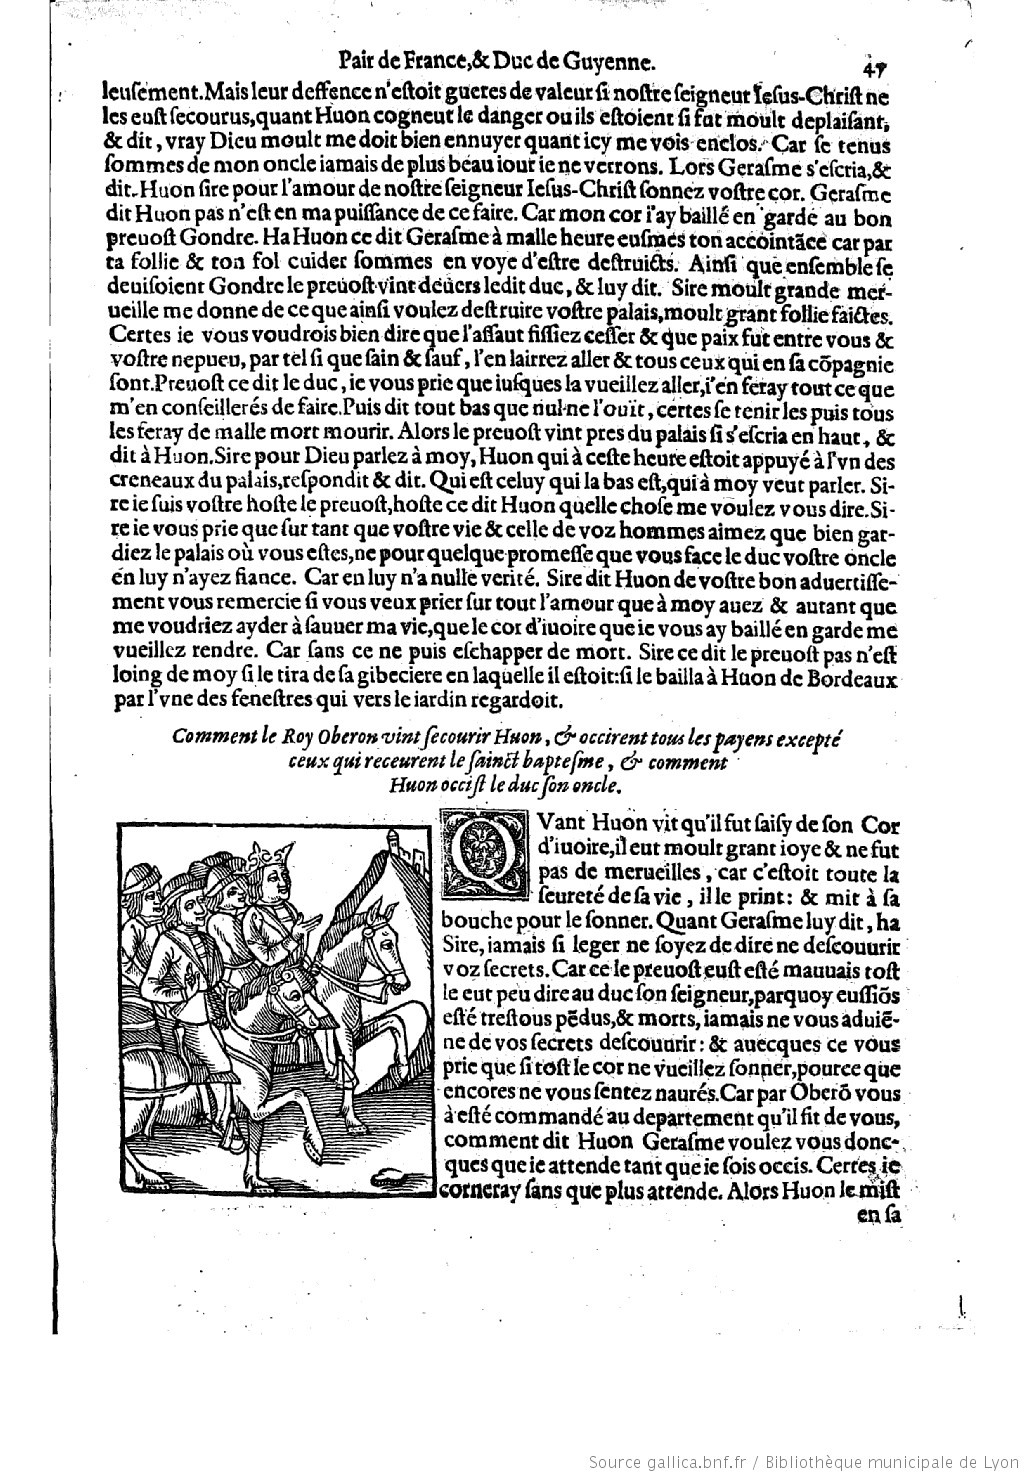 Pair de France, & Duc de Guyenne.
47
leuſement. Mais leur deffence n'eſtoit gueres de valeur ſi noſtre ſeigneur Ieſus-Chriſt ne
les euſt ſecourus, quant Huon cogneut le danger ou ils eſtoient ſi fut moult deplaiſant,
& dit, vray Dieu moult me doit bien ennuyer quant icy me vois enclos. Car ſe tenus
ſommes de mon oncle iamais de plus beau iour ie ne verrons. Lors Geraſme s'eſcria, &
dit. Huon ſire pour l'amour de noſtre ſeigneur Ieſus-Chriſt ſonnez voſtre cor. Geraſme
dit Huon pas n'eſt en ma puiſſance de ce faire. Car mon cor i'ay baillé en garde au bon
preuoſt Gondre. Ha Huon ce dit Geraſme à malle heure euſmes ton accointãce car par
ta follie & ton fol cuider ſommes en voye d'eſtre deſtruicts. Ainſi que enſemble ſe
deuiſoient Gondre le preuoſt vint deuers ledit duc, & luy dit. Sire moult grande mer-
ueille me donne de ce que ainſi voulez deſtruire voſtre palais, moult grant follie faictes.
Certes ie vous voudrois bien dire que l'aſſaut fiſſiez ceſſer & que paix fut entre vous &
voſtre nepueu, par tel ſi que ſain & ſauf, l'en lairrez aller & tous ceux qui en ſa cõpagnie
ſont. Preuoſt ce dit le duc, ie vous prie que iuſques la vueillez aller, i'en feray tout ce que
m'en conſeillerés de faire. Puis dit tout bas que nul ne l'ouït, certes ſe tenir les puis tous
les feray de malle mort mourir. Alors le preuoſt vint pres du palais ſi s'eſcria en haut, &
dit à Huon. Sire pour Dieu parlez à moy, Huon qui à ceſte heure eſtoit appuyé à l'vn des
creneaux du palais, reſpondit & dit. Qui eſt celuy qui la bas eſt, qui à moy veut parler. Si-
re ie ſuis voſtre hoſte le preuoſt, hoſte ce dit Huon quelle choſe me voulez vous dire. Si-
re ie vous prie que ſur tant que voſtre vie & celle de voz hommes aimez que bien gar-
diez le palais où vous eſtes, ne pour quelque promeſſe que vous face le duc voſtre oncle
en luy n'ayez fiance. Car en luy n'a nulle verité. Sire dit Huon de voſtre bon aduertiſſe-
ment vous remercie ſi vous veux prier ſur tout l'amour que à moy auez & autant que
me voudriez ayder à ſauuer ma vie, que le cor d'iuoire que ie vous ay baillé en garde me
vueillez rendre. Car ſans ce ne puis eſchapper de mort. Sire ce dit le preuoſt pas n'eſt
loing de moy ſi le tira de ſa gibeciere en laquelle il eſtoit: ſi le bailla à Huon de Bordeaux
par l'vne des feneſtres qui vers le iardin regardoit.
Comment le Roy Oberon vint ſecourir Huon, & occirent tous les payens excepté
ceux qui receurent le ſainct bapteſme, & comment
Huon occiſt le duc ſon oncle.
QVant Huon vit qu'il fut ſaiſy de ſon Cor
d'iuoire, il eut moult grant ioye & ne fut
pas de merueilles, car c'eſtoit toute la
ſeureté de ſa vie, il le print: & mit à ſa
bouche pour le ſonner. Quant Geraſme luy dit, ha
Sire, iamais ſi leger ne ſoyez de dire ne deſcouurir
voz ſecrets. Car ce le preuoſt euſt eſté mauuais toſt
le eut peu dire au duc ſon ſeigneur, parquoy euſſiõs
eſté treſtous pẽdus, & morts, iamais ne vous aduiẽ-
ne de vos ſecrets deſcouurir: & auecques ce vous
prie que ſi toſt le cor ne vueillez ſonner, pource que
encores ne vous ſentez naurés. Car par Oberõ vous
à eſté commandé au departement qu'il fit de vous,
comment dit Huon Geraſme voulez vous donc-
ques que ie attende tant que ie ſois occis. Certes ie
corneray ſans que plus attende. Alors Huon le miſt
en ſa
Source gallica.bnf.fr / Bibliothèque municipale de Lyon